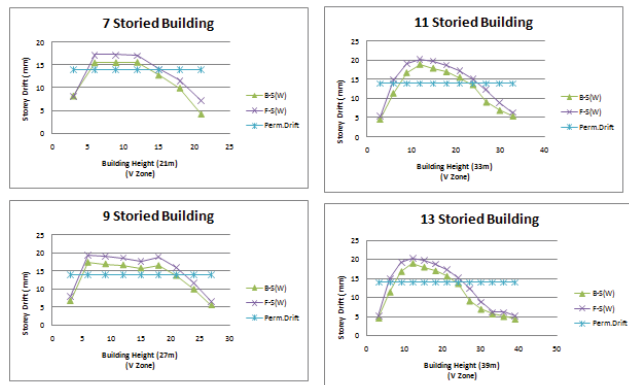 7 Storied Building
Storey Drift (mm)
20
15
10
5
0
0 5 10 15 20 25
Building Height (21m)
(V Zone)
B-S(W)
F-S(W)
Perm.Drift
11 Storied Building
Storey Drift (mm)
25
20
15
10
5
0
0 10 20 30 40
Building Height (33m)
(V Zone)
B-S(W)
F-S(W)
Perm.Drift
9 Storied Building
Storey Drift (mm)
25
20
15
10
5
0
0 5 10 15 20 25 30
Building Height (27m)
(V Zone)
B-S(W)
F-S(W)
Perm.Drift
13 Storied Building
Storey Drift (mm)
25
20
15
10
5
0
0 10 20 30 40 50
Building Height (39m)
(V Zone)
B-S(W)
F-S(W)
Perm.Drift